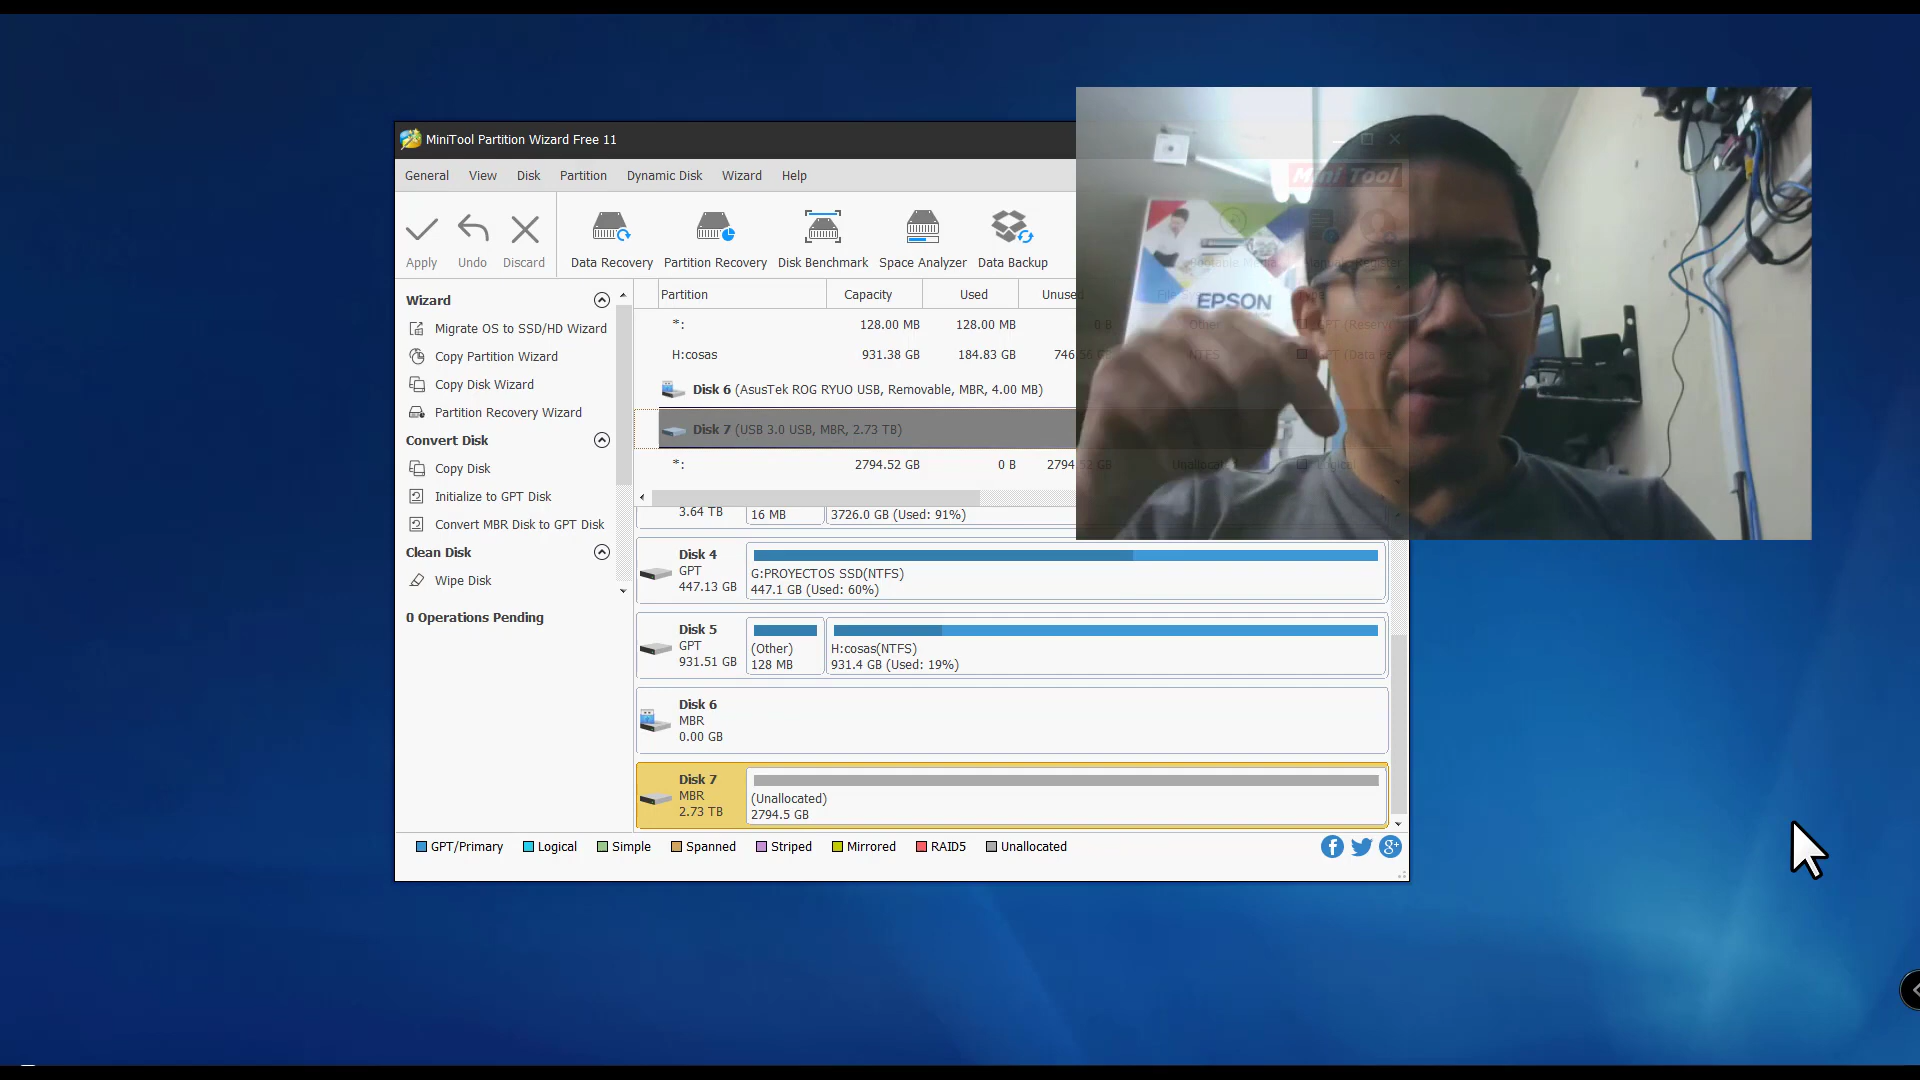 MiniTool Partition Wizard Free 11
General View Disk Partition Dynamic Disk Wizard Help
Mini Tool
Apply Undo Discard Data Recovery Partition Recovery Disk Benchmark Space Analyzer Data Backup
Wizard
Migrate OS to SSD/HD Wizard
Copy Partition Wizard
Copy Disk Wizard
Partition Recovery Wizard
Convert Disk
Copy Disk
Initialize to GPT Disk
Convert MBR Disk to GPT Disk
Clean Disk
Wipe Disk
0 Operations Pending
Partition Capacity Used Unused
*: 128.00 MB 128.00 MB 0 B Other
H:cosas 931.38 GB 184.83 GB NTFS
Disk 6 (AsusTek ROG RYUO USB, Removable, MBR, 4.00 MB)
Disk 7 (USB 3.0 USB, MBR, 2.73 TB)
*: 2794.52 GB 0 B 2794.52 GB
EPSON
3.64 TB 16 MB 3726.0 GB (Used: 91%)
Disk 4
GPT
447.13 GB
G:PROYECTOS SSD(NTFS)
447.1 GB (Used: 60%)
Disk 5
GPT
931.51 GB
(Other)
128 MB
H:cosas(NTFS)
931.4 GB (Used: 19%)
Disk 6
MBR
0.00 GB
Disk 7
MBR
2.73 TB
(Unallocated)
2794.5 GB
GPT/Primary Logical Simple Spanned Striped Mirrored RAID5 Unallocated